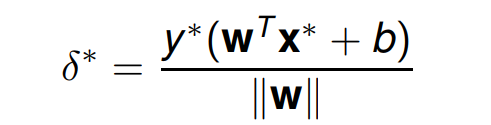 δ* = y*(wᵀx* + b) / ‖w‖